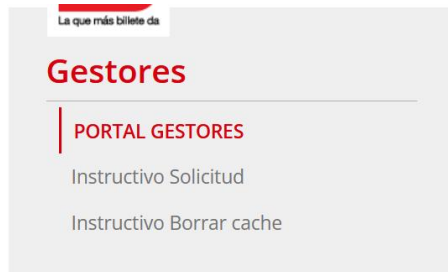 La que más billete da
Gestores
PORTAL GESTORES
Instructivo Solicitud
Instructivo Borrar cache